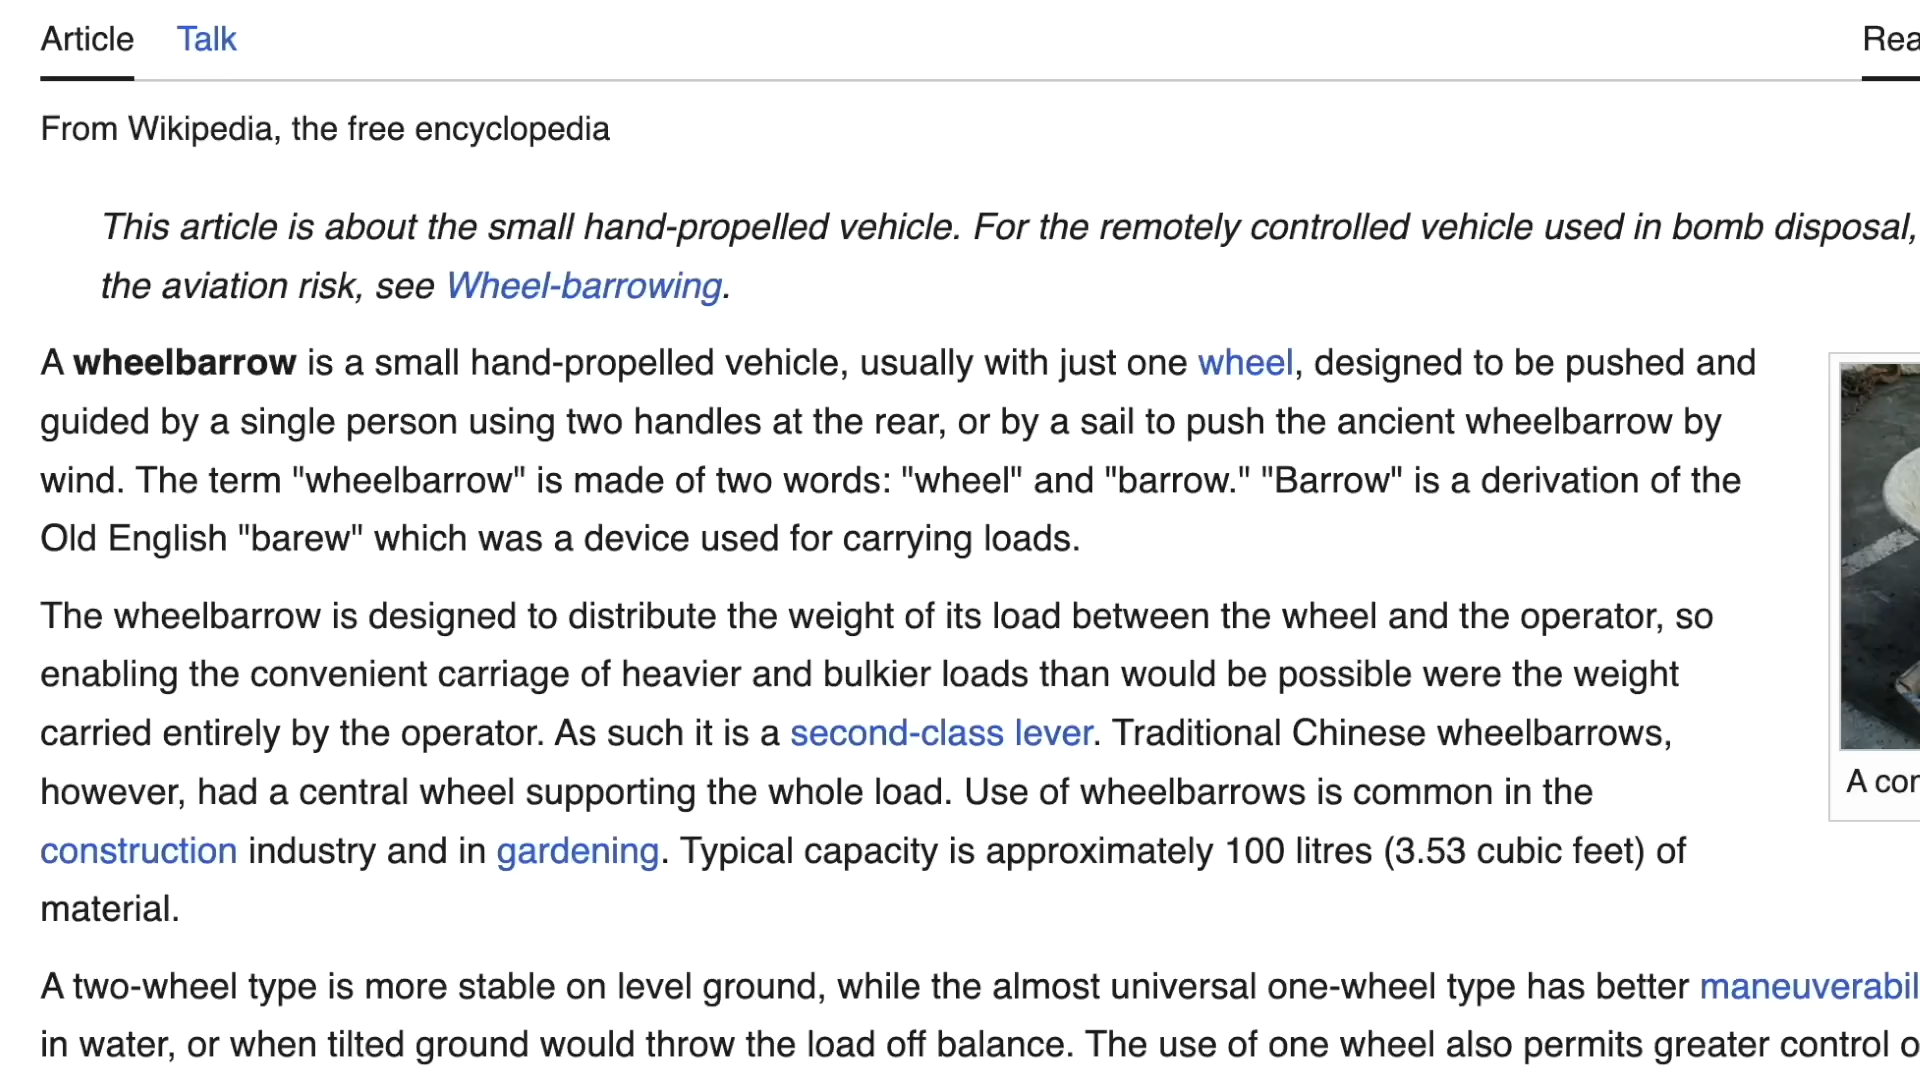 Article Talk Rea
From Wikipedia, the free encyclopedia
This article is about the small hand-propelled vehicle. For the remotely controlled vehicle used in bomb disposal,
the aviation risk, see Wheel-barrowing.
A wheelbarrow is a small hand-propelled vehicle, usually with just one wheel, designed to be pushed and
guided by a single person using two handles at the rear, or by a sail to push the ancient wheelbarrow by
wind. The term "wheelbarrow" is made of two words: "wheel" and "barrow." "Barrow" is a derivation of the
Old English "barew" which was a device used for carrying loads.
The wheelbarrow is designed to distribute the weight of its load between the wheel and the operator, so
enabling the convenient carriage of heavier and bulkier loads than would be possible were the weight
carried entirely by the operator. As such it is a second-class lever. Traditional Chinese wheelbarrows,
however, had a central wheel supporting the whole load. Use of wheelbarrows is common in the
A con
construction industry and in gardening. Typical capacity is approximately 100 litres (3.53 cubic feet) of
material.
A two-wheel type is more stable on level ground, while the almost universal one-wheel type has better maneuverabil
in water, or when tilted ground would throw the load off balance. The use of one wheel also permits greater control o